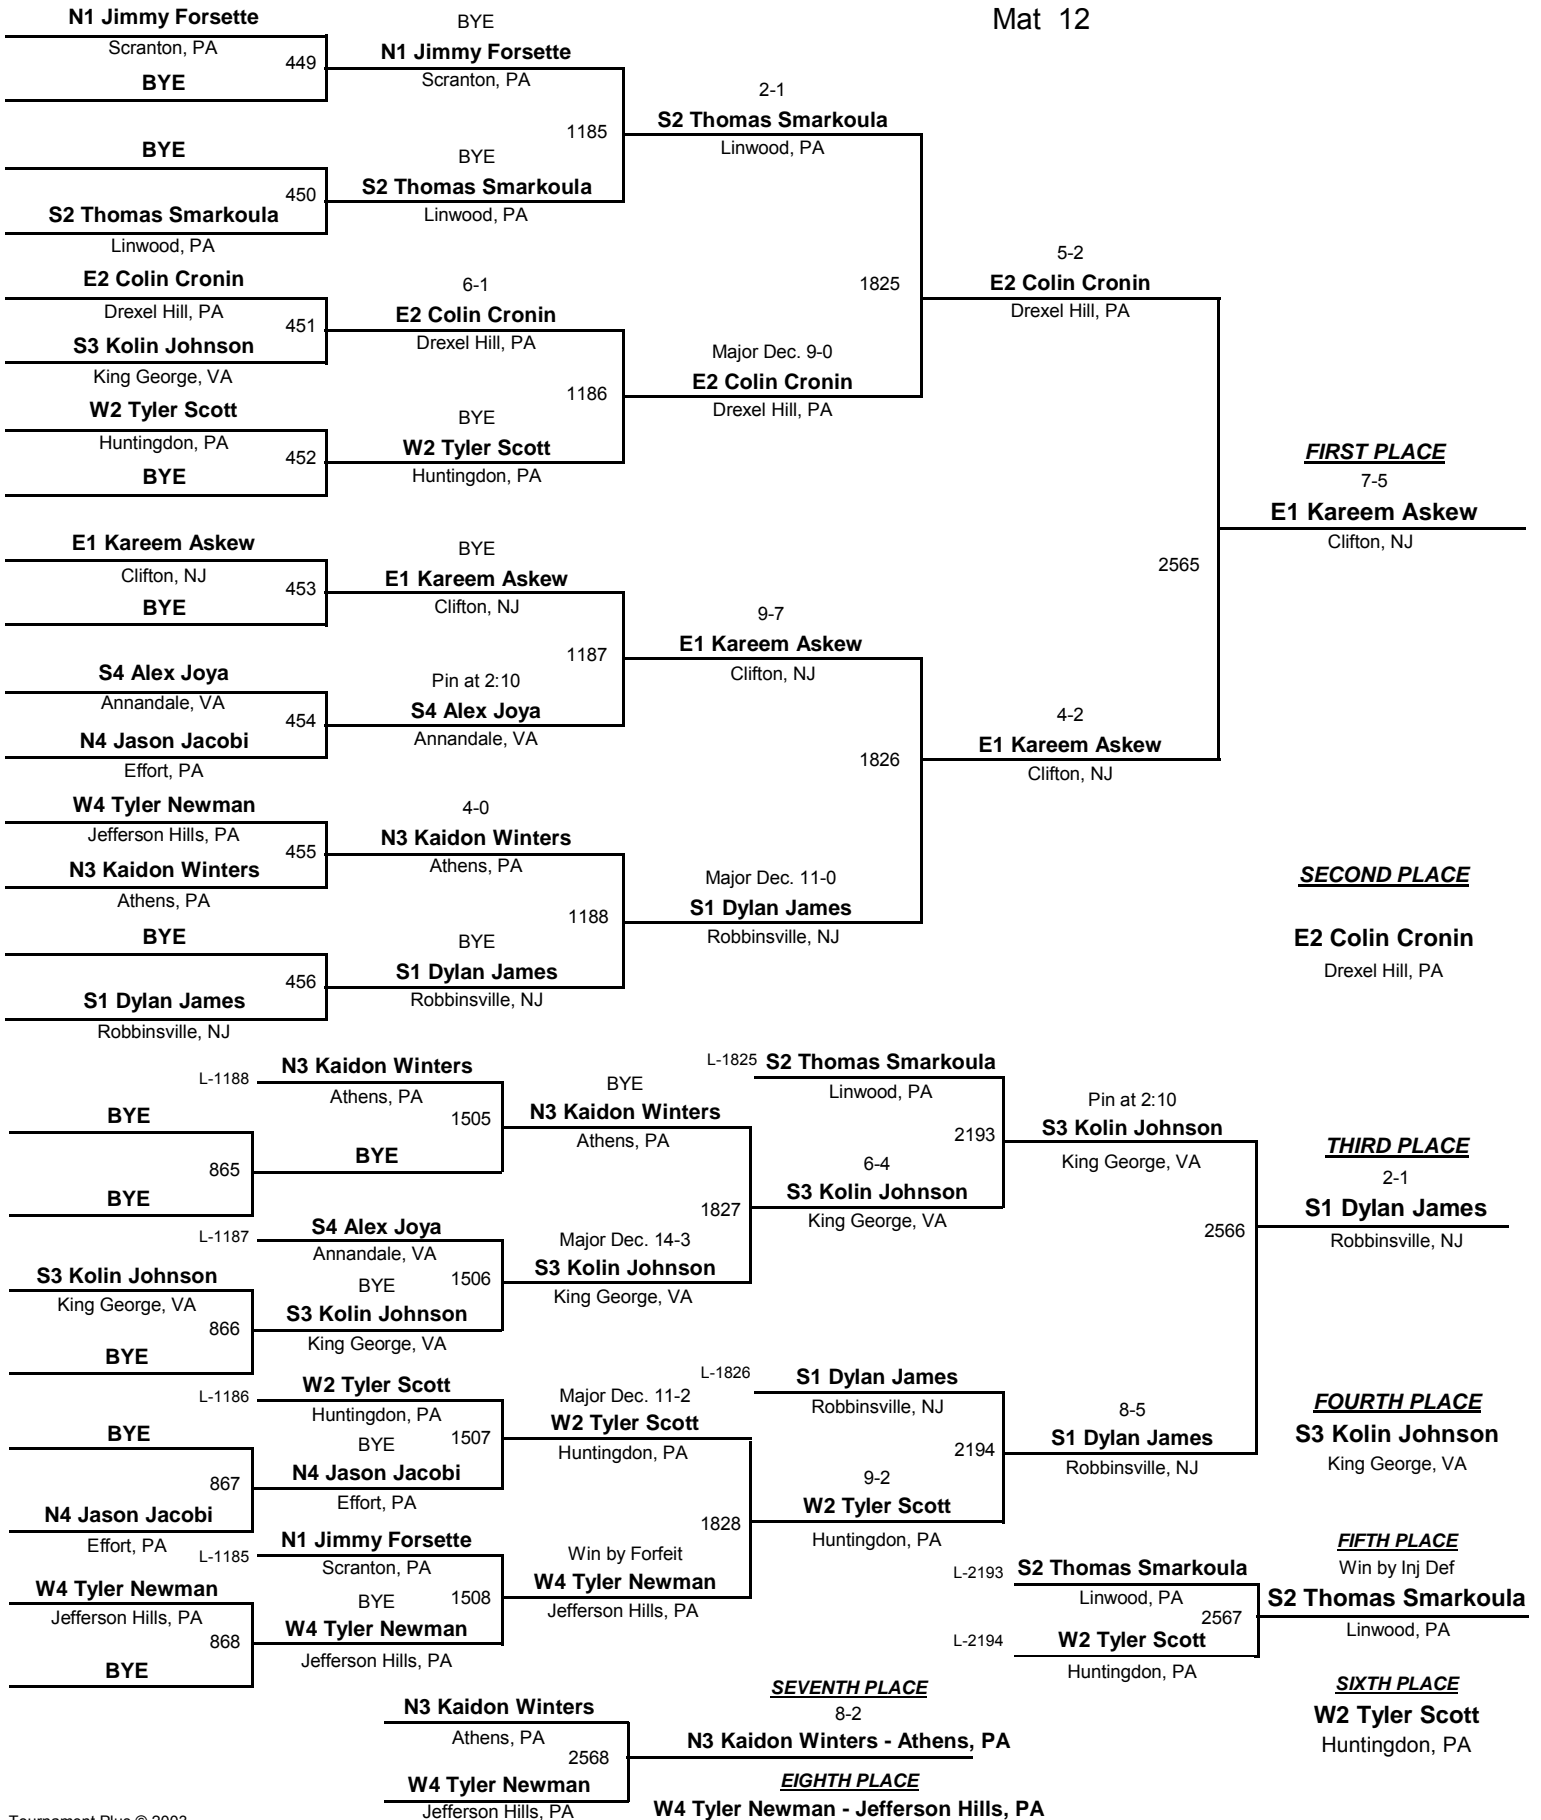 Mat 12
N1 Jimmy Forsette
Scranton, PA
449
BYE
BYE
450
S2 Thomas Smarkoula
Linwood, PA
E2 Colin Cronin
Drexel Hill, PA
451
S3 Kolin Johnson
King George, VA
W2 Tyler Scott
Huntingdon, PA
452
BYE
E1 Kareem Askew
Clifton, NJ
453
BYE
S4 Alex Joya
Annandale, VA
454
N4 Jason Jacobi
Effort, PA
W4 Tyler Newman
Jefferson Hills, PA
455
N3 Kaidon Winters
Athens, PA
BYE
456
S1 Dylan James
Robbinsville, NJ
BYE
N1 Jimmy Forsette
Scranton, PA
1185
BYE
S2 Thomas Smarkoula
Linwood, PA
6-1
E2 Colin Cronin
Drexel Hill, PA
1186
BYE
W2 Tyler Scott
Huntingdon, PA
BYE
E1 Kareem Askew
Clifton, NJ
1187
Pin at 2:10
S4 Alex Joya
Annandale, VA
4-0
N3 Kaidon Winters
Athens, PA
1188
BYE
S1 Dylan James
Robbinsville, NJ
2-1
S2 Thomas Smarkoula
Linwood, PA
1825
Major Dec. 9-0
E2 Colin Cronin
Drexel Hill, PA
9-7
E1 Kareem Askew
Clifton, NJ
1826
Major Dec. 11-0
S1 Dylan James
Robbinsville, NJ
5-2
E2 Colin Cronin
Drexel Hill, PA
2565
4-2
E1 Kareem Askew
Clifton, NJ
FIRST PLACE
7-5
E1 Kareem Askew
Clifton, NJ
SECOND PLACE
E2 Colin Cronin
Drexel Hill, PA
BYE
865
BYE
S3 Kolin Johnson
King George, VA
866
BYE
BYE
867
N4 Jason Jacobi
Effort, PA
W4 Tyler Newman
Jefferson Hills, PA
868
BYE
L-1188
N3 Kaidon Winters
Athens, PA
1505
BYE
L-1187
S4 Alex Joya
Annandale, VA
BYE
1506
S3 Kolin Johnson
King George, VA
L-1186
W2 Tyler Scott
Huntingdon, PA
BYE
1507
N4 Jason Jacobi
Effort, PA
L-1185
N1 Jimmy Forsette
Scranton, PA
BYE
1508
W4 Tyler Newman
Jefferson Hills, PA
BYE
N3 Kaidon Winters
Athens, PA
1827
Major Dec. 14-3
S3 Kolin Johnson
King George, VA
Major Dec. 11-2
W2 Tyler Scott
Huntingdon, PA
1828
Win by Forfeit
W4 Tyler Newman
Jefferson Hills, PA
L-1825
S2 Thomas Smarkoula
Linwood, PA
2193
6-4
S3 Kolin Johnson
King George, VA
L-1826
S1 Dylan James
Robbinsville, NJ
2194
9-2
W2 Tyler Scott
Huntingdon, PA
Pin at 2:10
S3 Kolin Johnson
King George, VA
2566
8-5
S1 Dylan James
Robbinsville, NJ
THIRD PLACE
2-1
S1 Dylan James
Robbinsville, NJ
FOURTH PLACE
S3 Kolin Johnson
King George, VA
L-2193
S2 Thomas Smarkoula
Linwood, PA
2567
L-2194
W2 Tyler Scott
Huntingdon, PA
FIFTH PLACE
Win by Inj Def
S2 Thomas Smarkoula
Linwood, PA
SIXTH PLACE
W2 Tyler Scott
Huntingdon, PA
N3 Kaidon Winters
Athens, PA
2568
W4 Tyler Newman
Jefferson Hills, PA
SEVENTH PLACE
8-2
N3 Kaidon Winters - Athens, PA
EIGHTH PLACE
W4 Tyler Newman - Jefferson Hills, PA
Tournament Plus © 2003